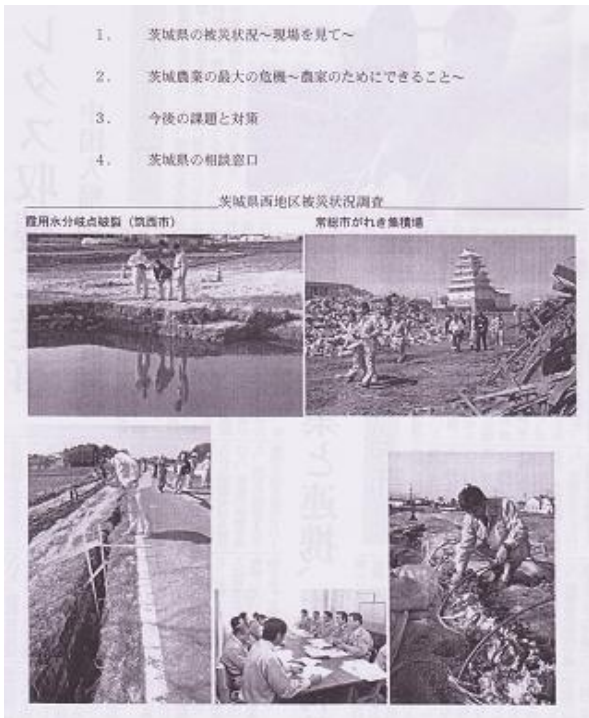 1. 茨城県の被災状況～現場を見て～
2. 茨城農業の最大の危機～農家のためにできること～
3. 今後の課題と対策
4. 茨城県の相談窓口
茨城県西地区被災状況調査
霞用水分岐点破裂 (筑西市)
常総市がれき集積場